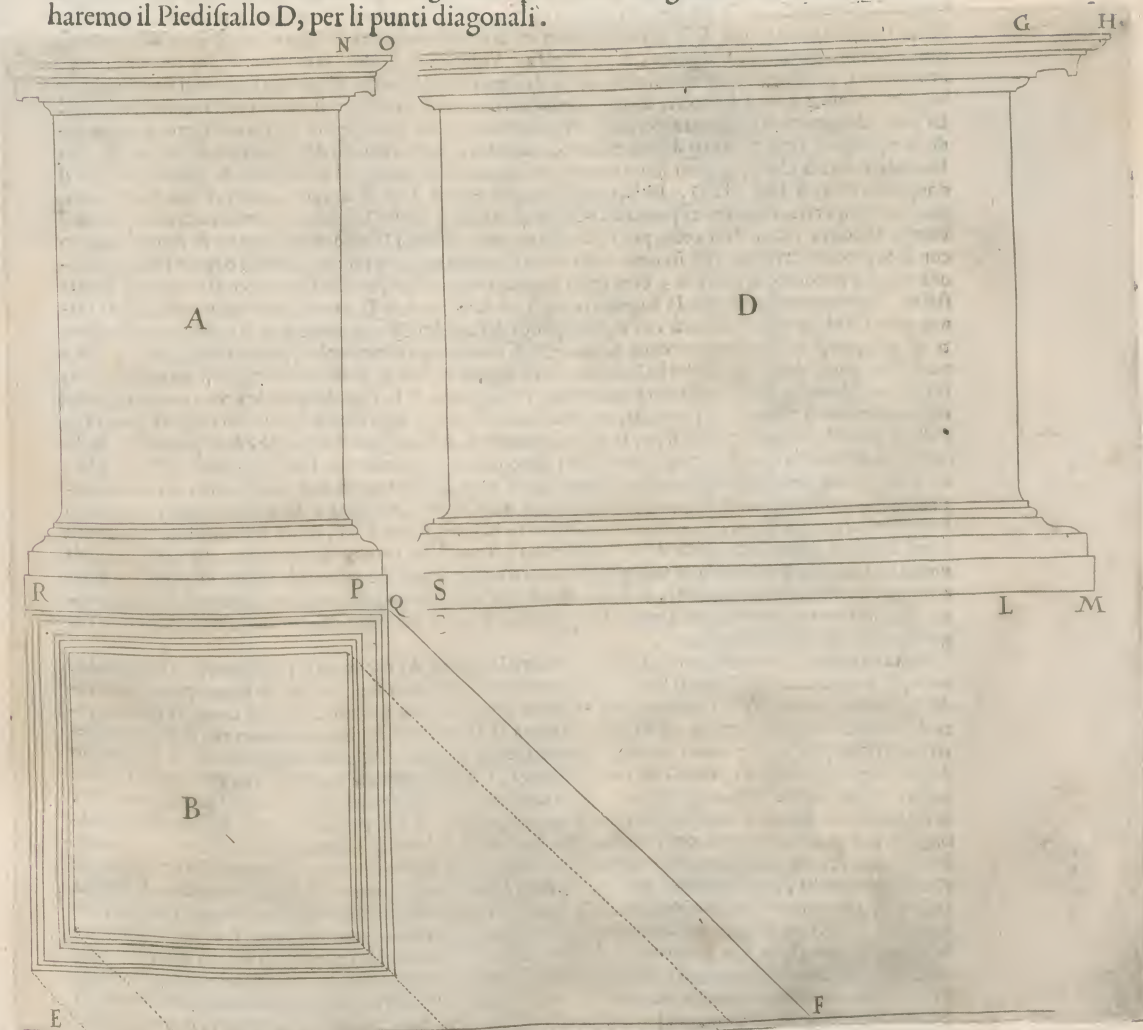 haremo il Piediſtallo D, per li punti diagonali.
G H.
N O
A D
R P Q S L M
B
E F